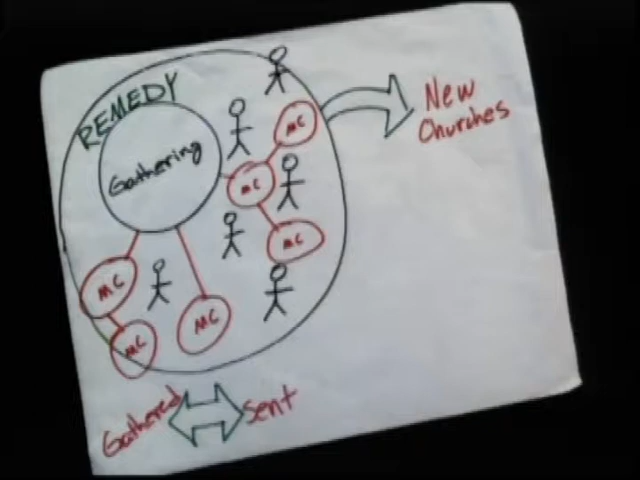 REMEDY
Gathering
MC
MC
MC
MC
MC
MC
New
Churches
Gathered
Sent